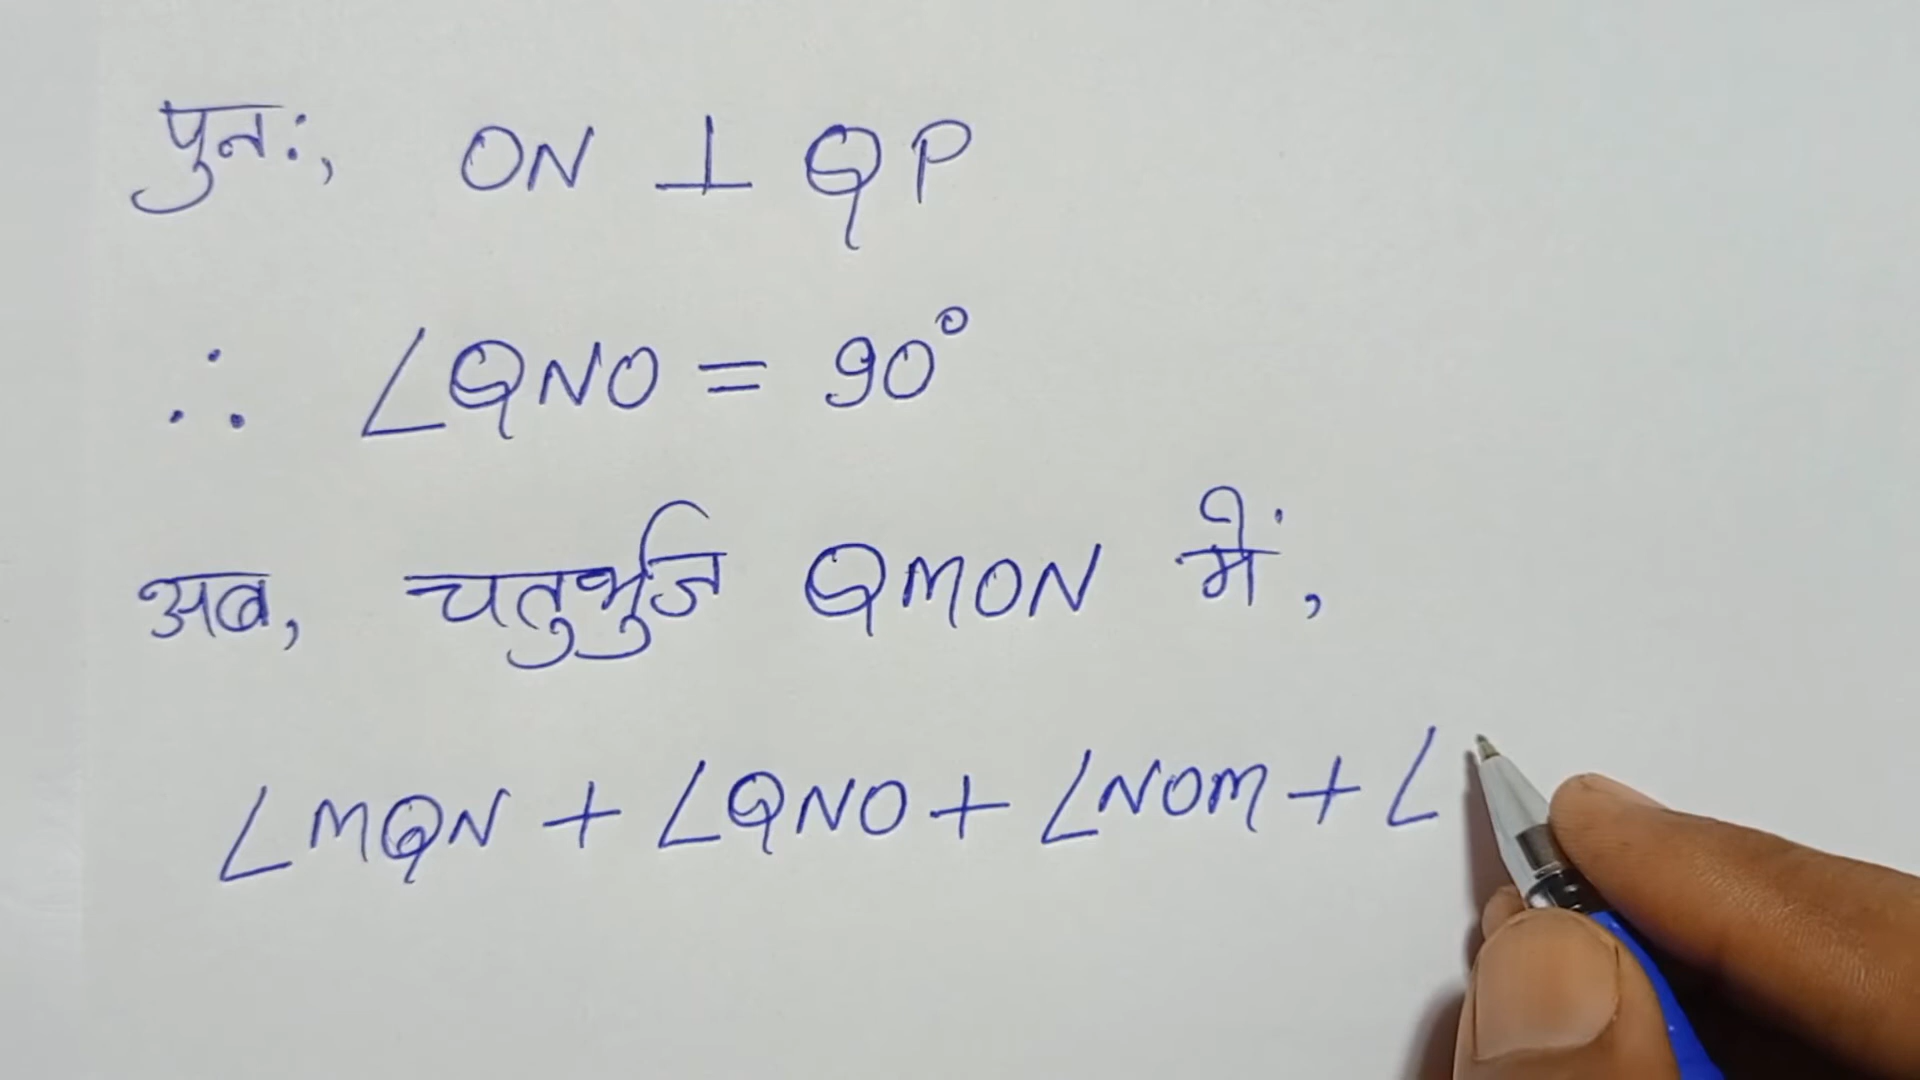 पुनः, ON ⊥ QP
∴ ∠QNO = 90°
अब, चतुर्भुज QMON में,
∠MQN + ∠QNO + ∠NOM + ∠